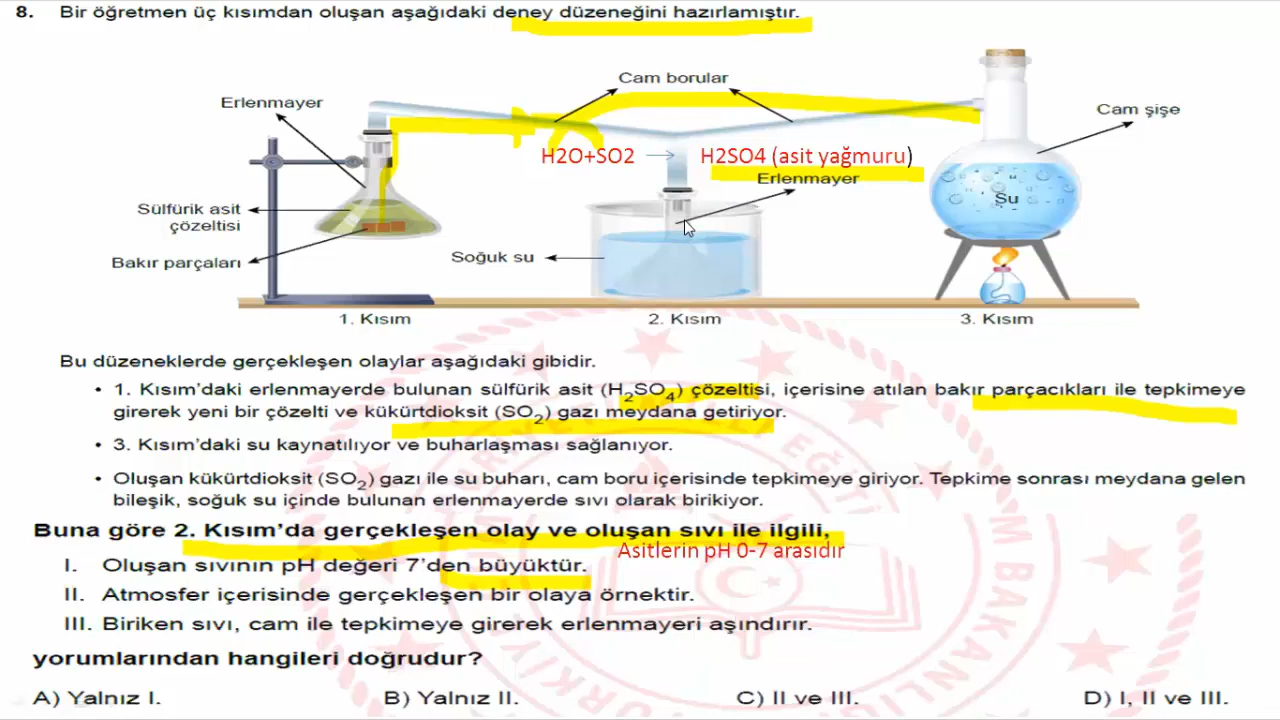 8. Bir öğretmen üç kısımdan oluşan aşağıdaki deney düzeneğini hazırlamıştır.
Cam borular
Erlenmayer
Cam şişe
H2O+SO2 → H2SO4 (asit yağmuru)
Erlenmayer
Su
Sülfürik asit
çözeltisi
Soğuk su
Bakır parçaları
1. Kısım
2. Kısım
3. Kısım
Bu düzeneklerde gerçekleşen olaylar aşağıdaki gibidir.
• 1. Kısım'daki erlenmayerde bulunan sülfürik asit (H₂SO₄) çözeltisi, içerisine atılan bakır parçacıkları ile tepkimeye
girerek yeni bir çözelti ve kükürtdioksit (SO₂) gazı meydana getiriyor.
• 3. Kısım'daki su kaynatılıyor ve buharlaşması sağlanıyor.
• Oluşan kükürtdioksit (SO₂) gazı ile su buharı, cam boru içerisinde tepkimeye giriyor. Tepkime sonrası meydana gelen
bileşik, soğuk su içinde bulunan erlenmayerde sıvı olarak birikiyor.
Buna göre 2. Kısım'da gerçekleşen olay ve oluşan sıvı ile ilgili,
Asitlerin pH 0-7 arasıdır
I. Oluşan sıvının pH değeri 7'den büyüktür.
II. Atmosfer içerisinde gerçekleşen bir olaya örnektir.
III. Biriken sıvı, cam ile tepkimeye girerek erlenmayeri aşındırır.
yorumlarından hangileri doğrudur?
A) Yalnız I.
B) Yalnız II.
C) II ve III.
D) I, II ve III.